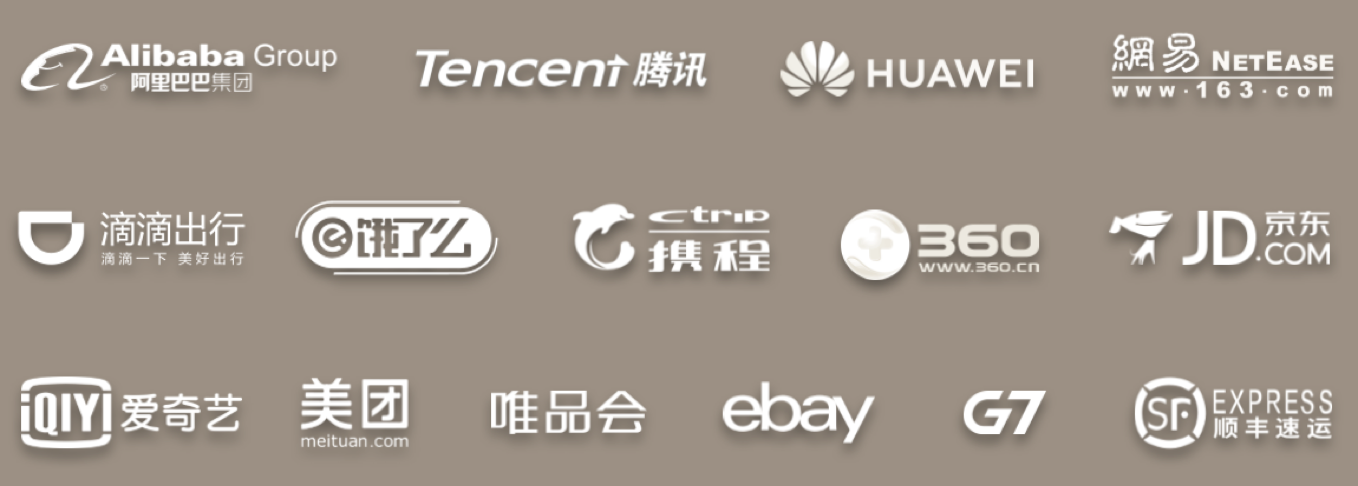 Alibaba Group
阿里巴巴集团
Tencent 腾讯
HUAWEI
網易 NETEASE
www.163.com
滴滴出行
滴滴一下 美好出行
饿了么
ctrip
携程
360
www.360.cn
JD.COM
京东
iQIYI 爱奇艺
美团
meituan.com
唯品会
ebay
G7
SF EXPRESS
顺丰速运